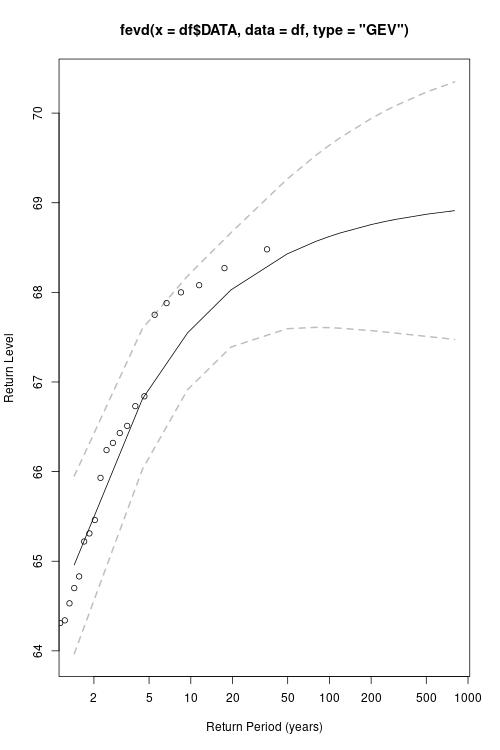 fevd(x = df$DATA, data = df, type = "GEV")
70
69
68
67
66
65
64
Return Level
2 5 10 20 50 100 200 500 1000
Return Period (years)